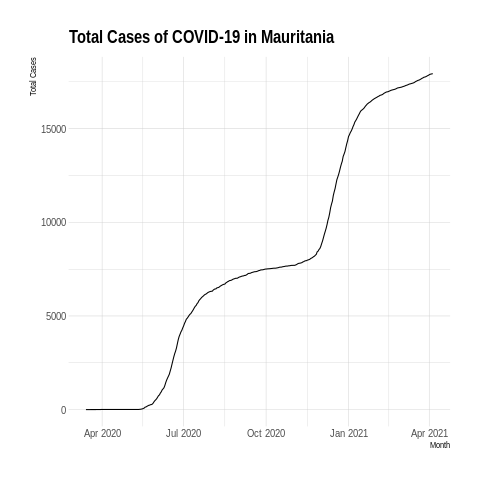 Total Cases of COVID-19 in Mauritania
Total Cases
15000
10000
5000
0
Apr 2020 Jul 2020 Oct 2020 Jan 2021 Apr 2021
Month